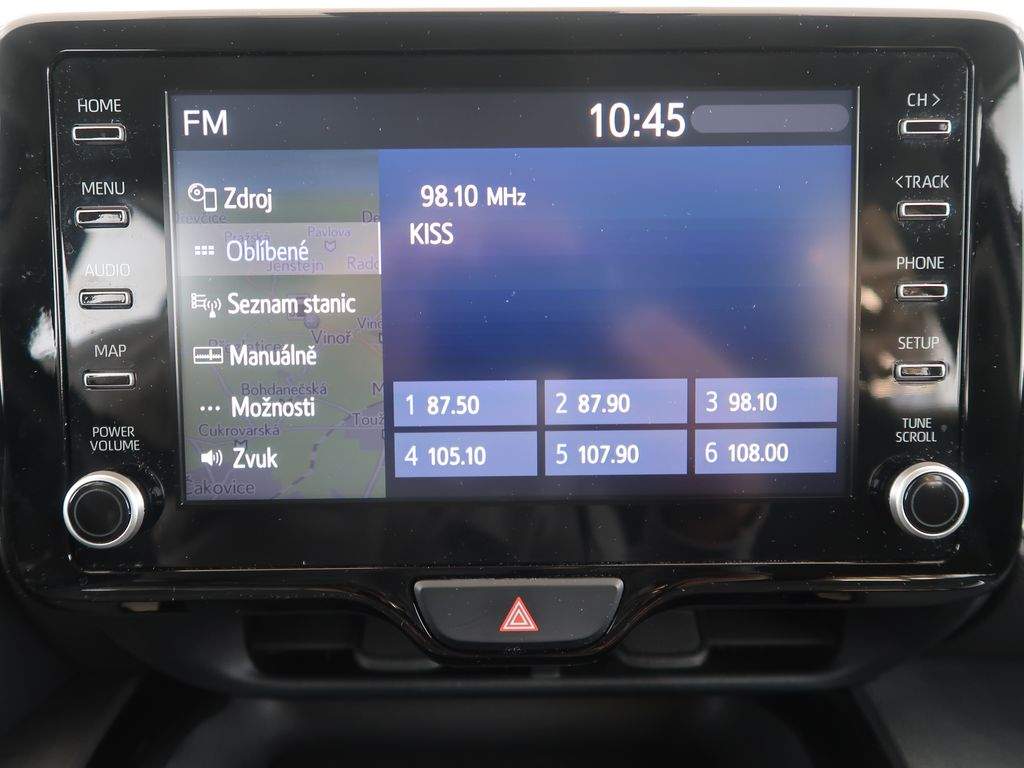 HOME
MENU
AUDIO
MAP
POWER
VOLUME
FM
10:45
Zdroj
Oblíbené
Seznam stanic
Manuálně
Možnosti
Zvuk
Pavlova
Jenštejn
Vinoř
Bohdanečská
Cukrovarská
Čakovice
98.10 MHz
KISS
1 87.50
2 87.90
3 98.10
4 105.10
5 107.90
6 108.00
CH >
<TRACK
PHONE
SETUP
TUNE
SCROLL